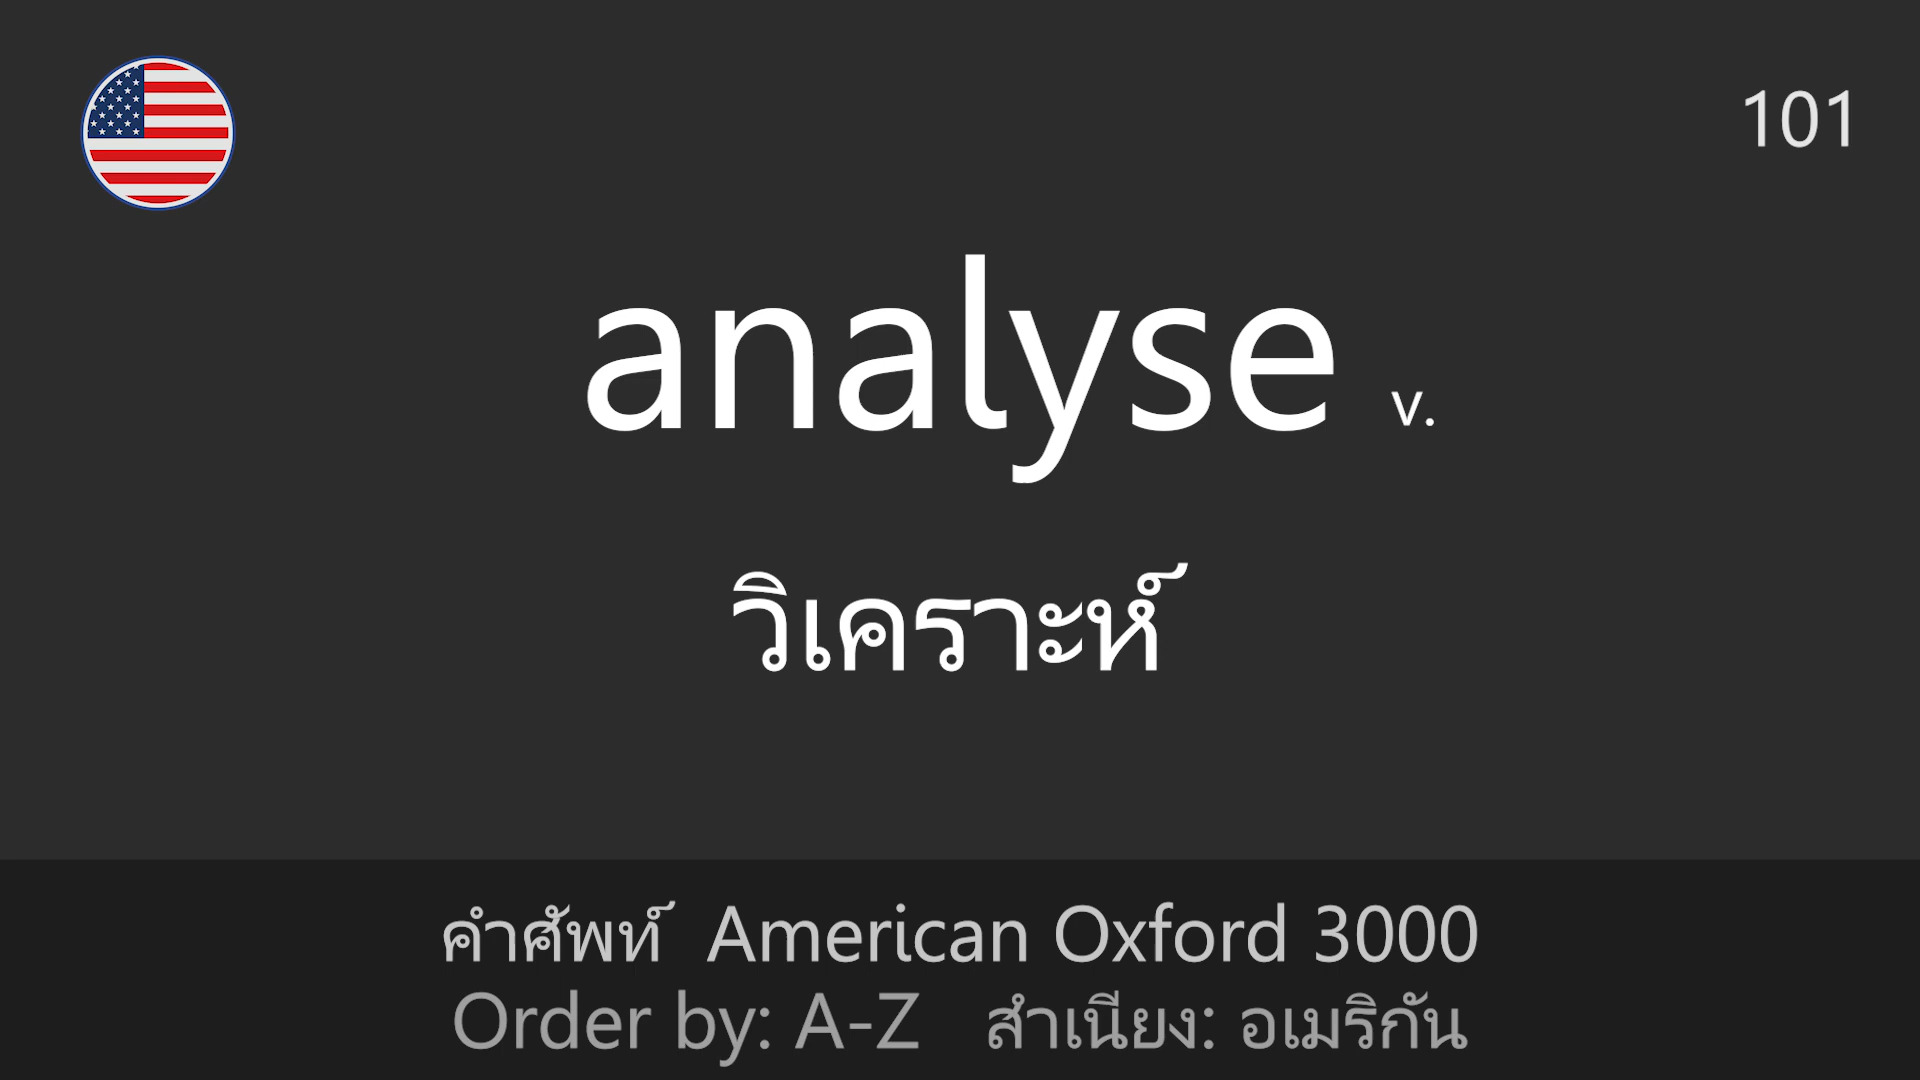 101
analyse v.
วิเคราะห์
คำศัพท์ American Oxford 3000
Order by: A-Z สำเนียง: อเมริกัน